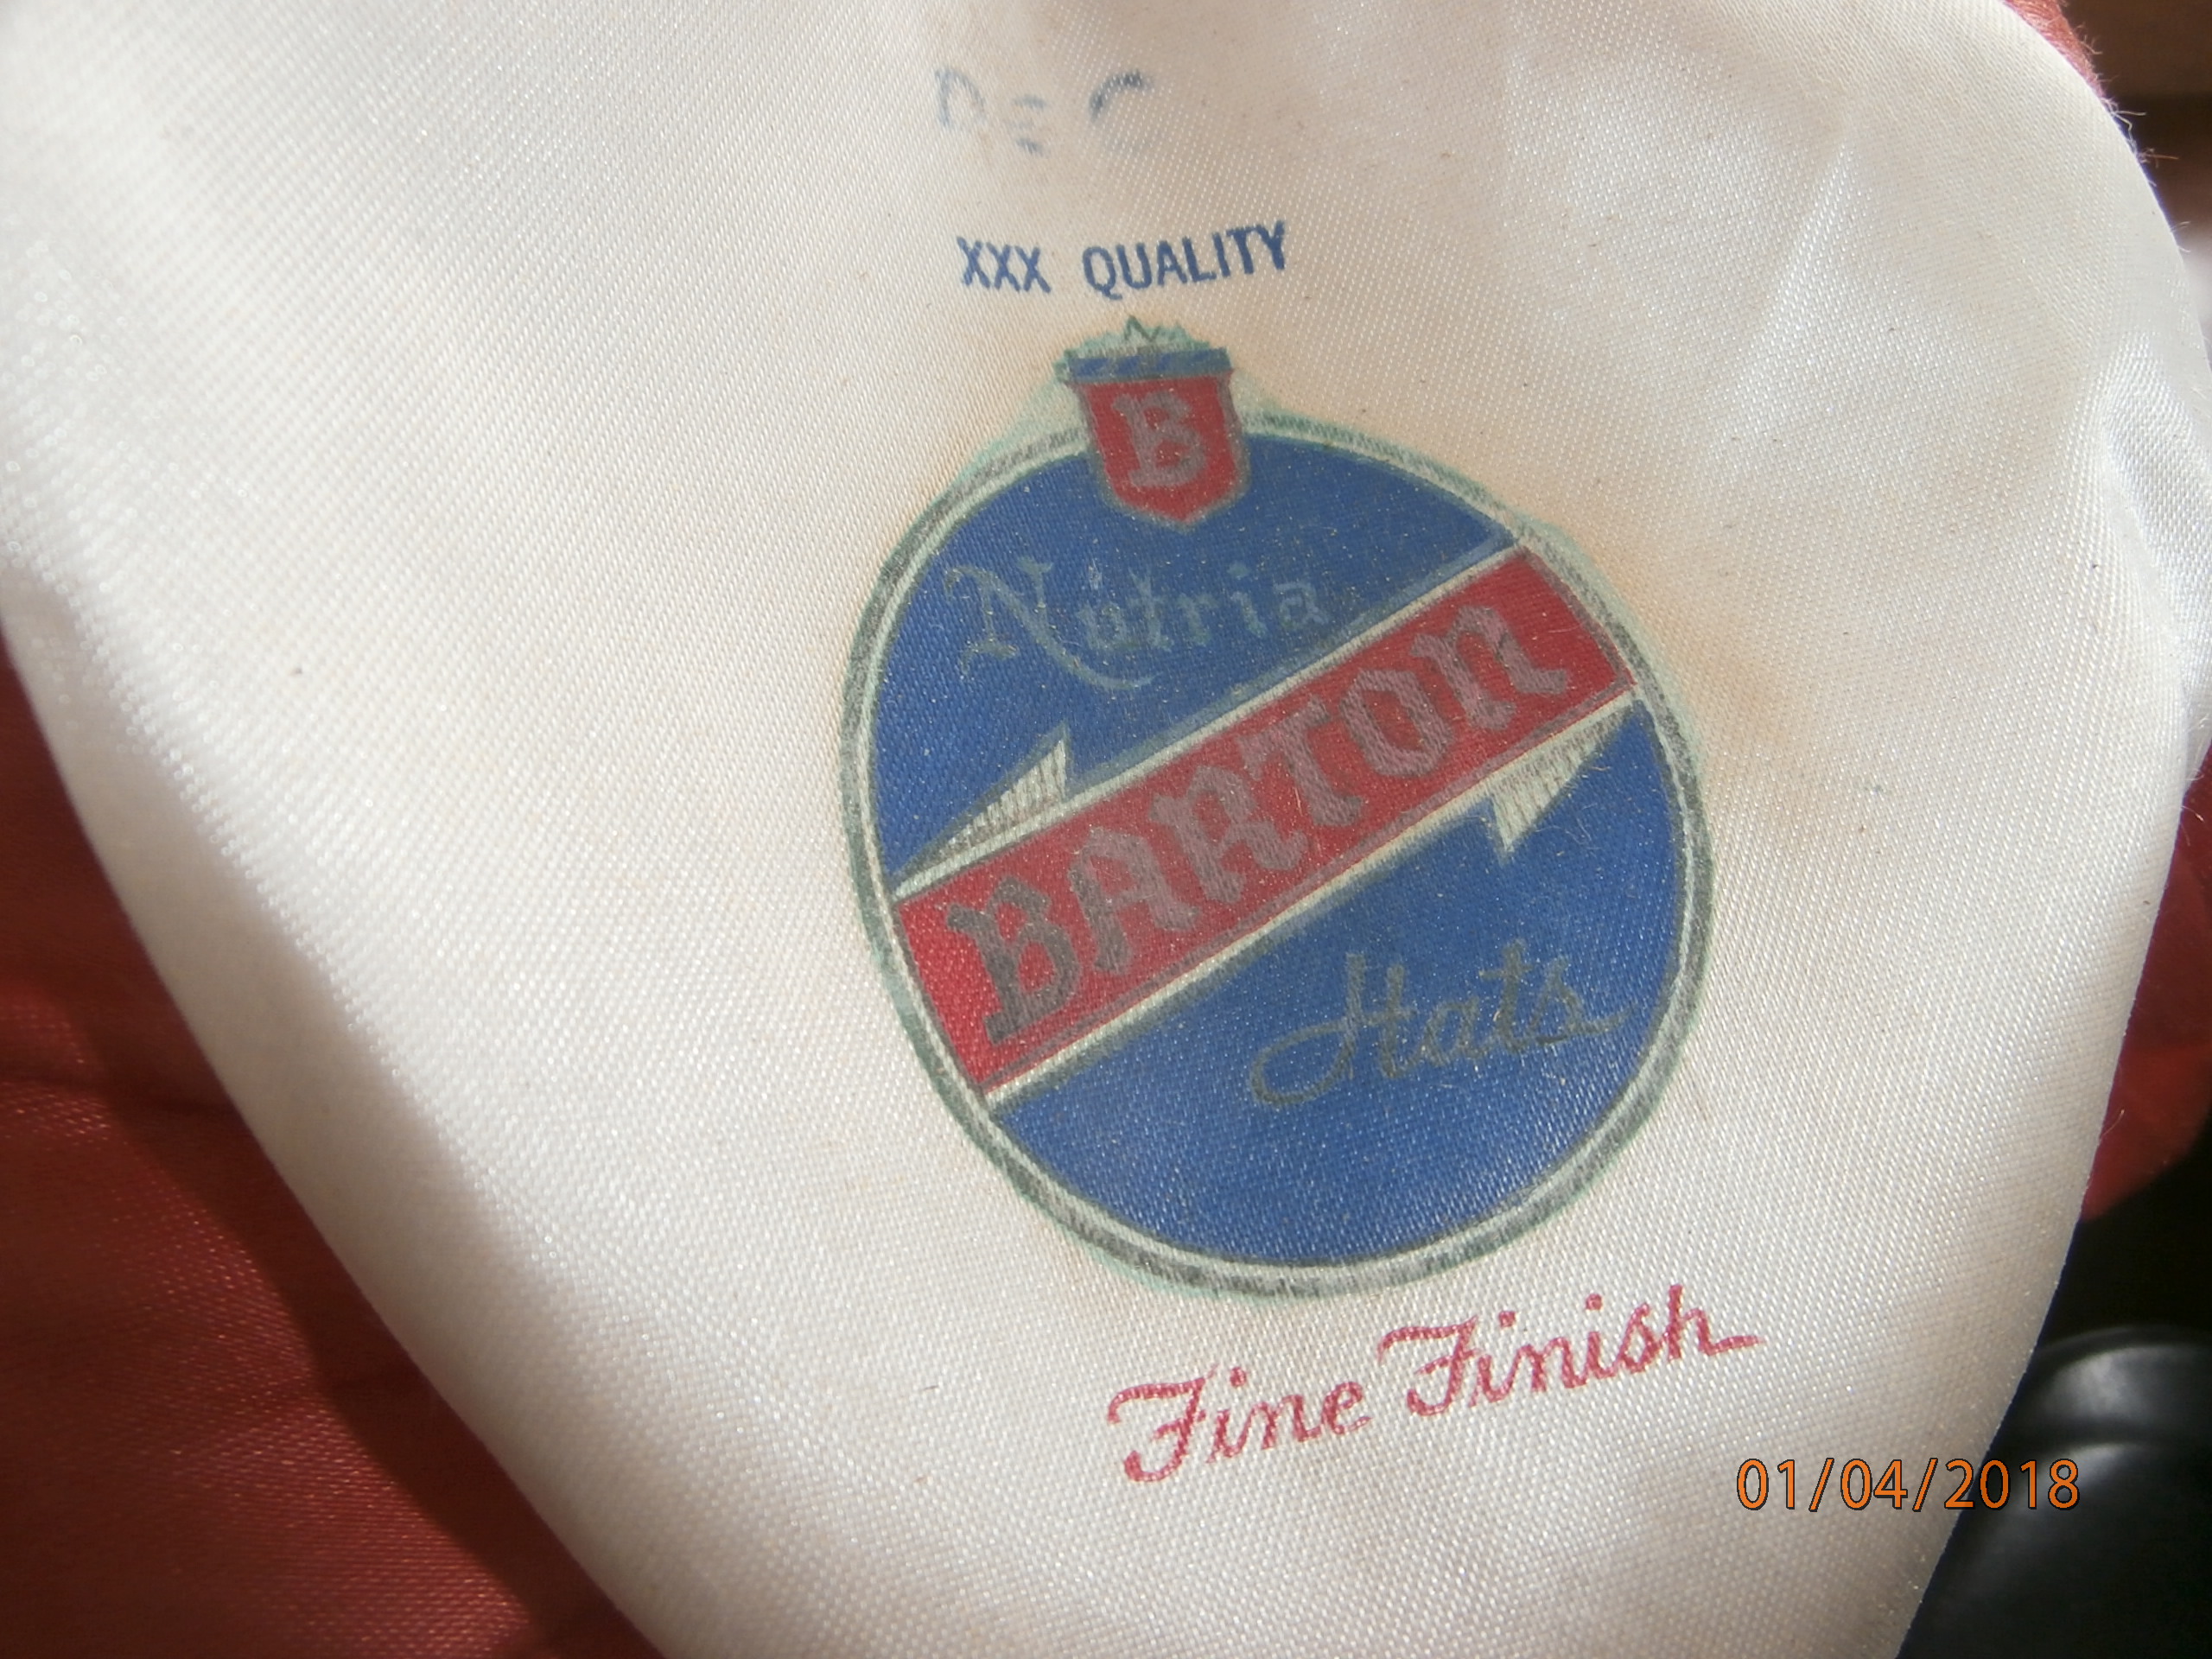 XXX QUALITY
B
Nutria
BARTON
Hats
Fine Finish
01/04/2018